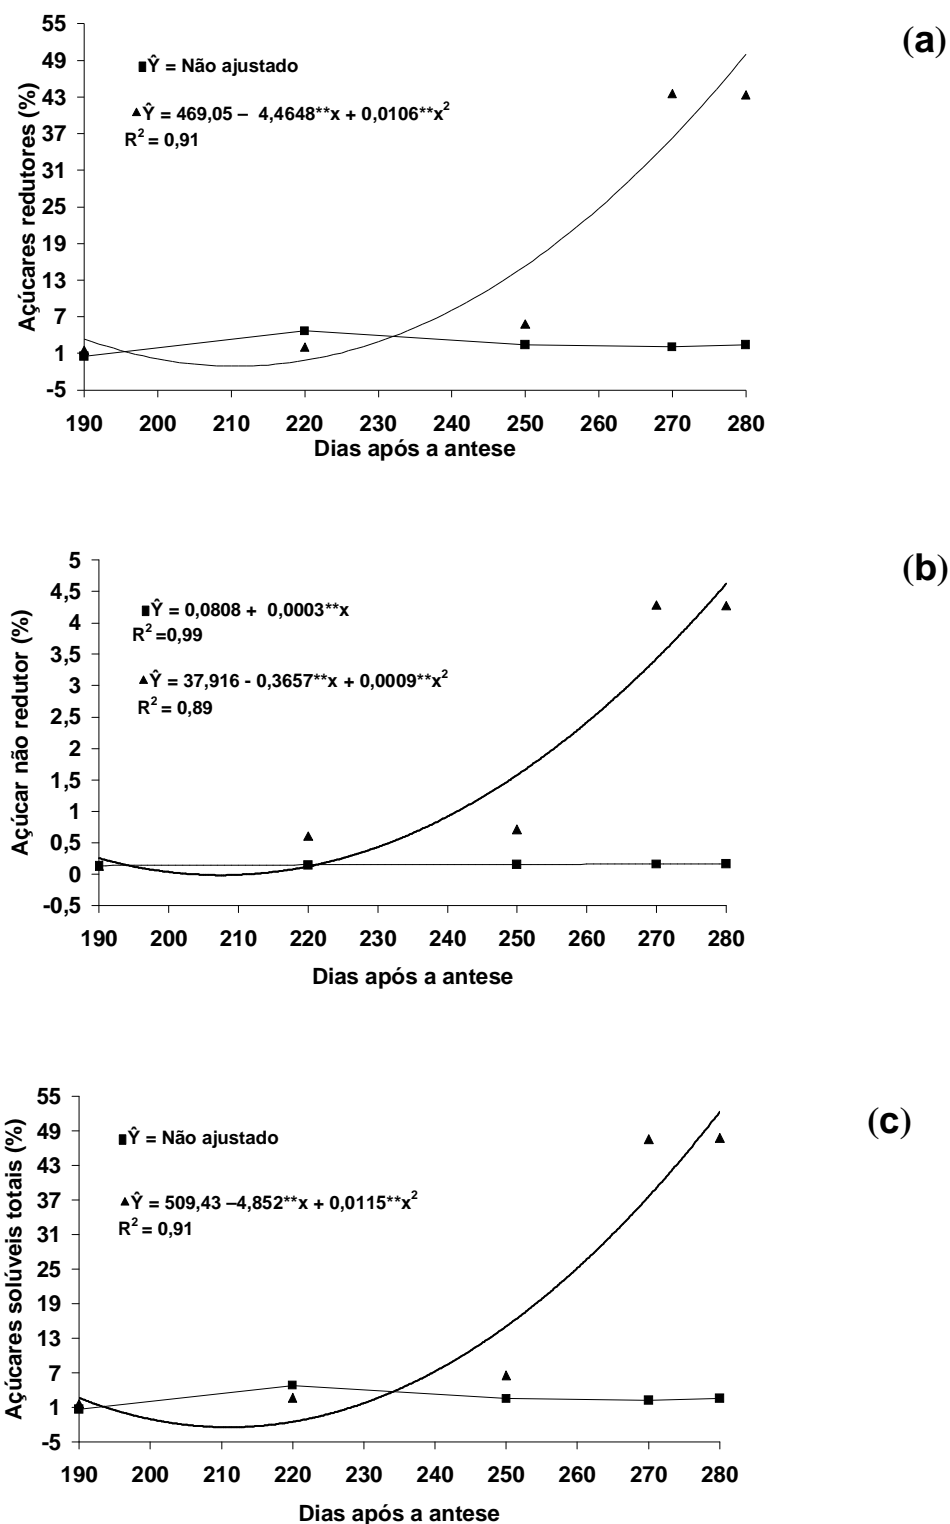 (a)
55
49
43
37
31
25
19
13
7
1
-5
Açúcares redutores (%)
■Ŷ = Não ajustado
▲Ŷ = 469,05 – 4,4648**x + 0,0106**x²
R² = 0,91
190 200 210 220 230 240 250 260 270 280
Dias após a antese
(b)
5
4,5
4
3,5
3
2,5
2
1,5
1
0,5
0
-0,5
Açúcar não redutor (%)
■Ŷ = 0,0808 + 0,0003**x
R² =0,99
▲Ŷ = 37,916 - 0,3657**x + 0,0009**x²
R² = 0,89
190 200 210 220 230 240 250 260 270 280
Dias após a antese
(c)
55
49
43
37
31
25
19
13
7
1
-5
Açúcares solúveis totais (%)
■Ŷ = Não ajustado
▲Ŷ = 509,43 –4,852**x + 0,0115**x²
R² = 0,91
190 200 210 220 230 240 250 260 270 280
Dias após a antese